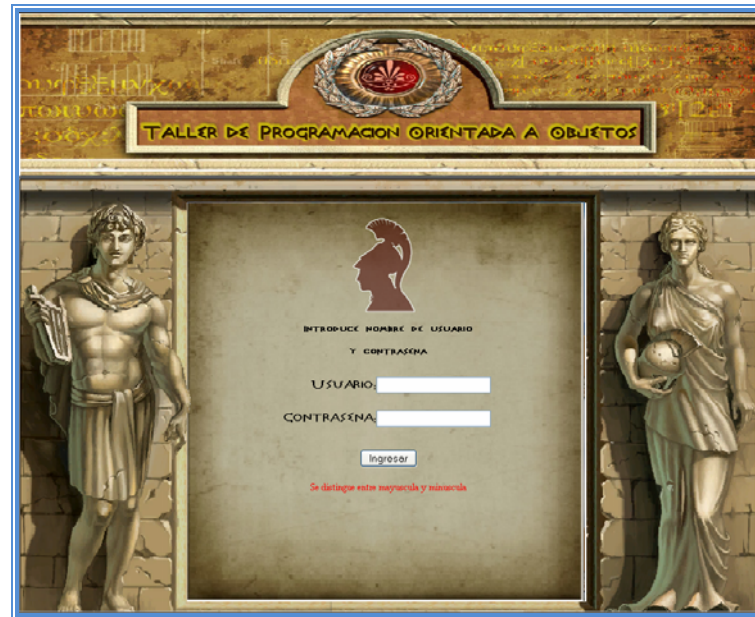 TALLER DE PROGRAMACION ORIENTADA A OBJETOS
INTRODUCE NOMBRE DE USUARIO
Y CONTRASENA
USUARIO:
CONTRASENA:
Ingresar
Se distingue entre mayuscula y minuscula